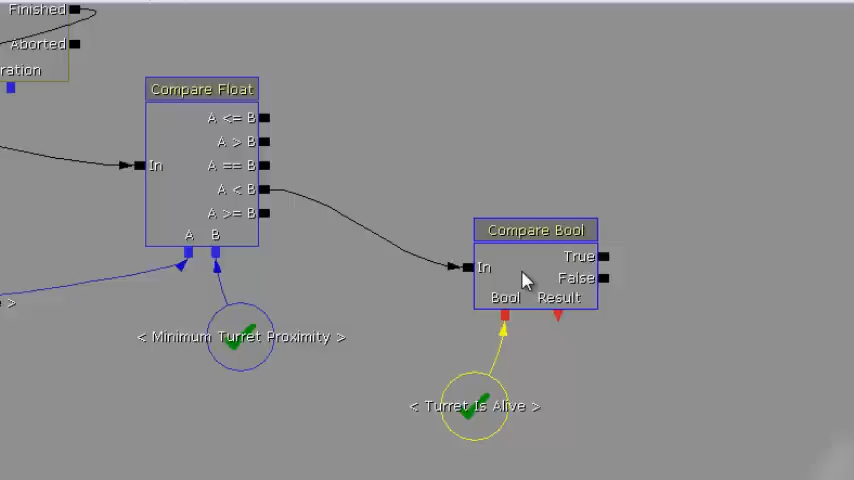 Finished
Aborted
ration
Compare Float
A <= B
A > B
In
A == B
A < B
A >= B
A B
Compare Bool
In
True
False
Bool Result
e >
< Minimum Turret Proximity >
< Turret Is Alive >